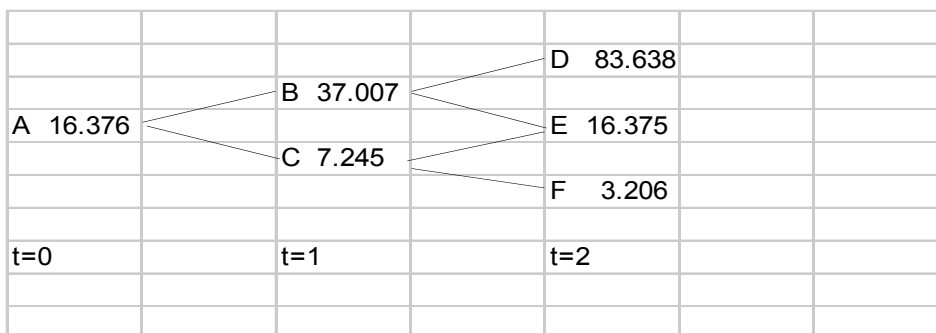 D 83.638
B 37.007
A 16.376
E 16.375
C 7.245
F 3.206
t=0 t=1 t=2